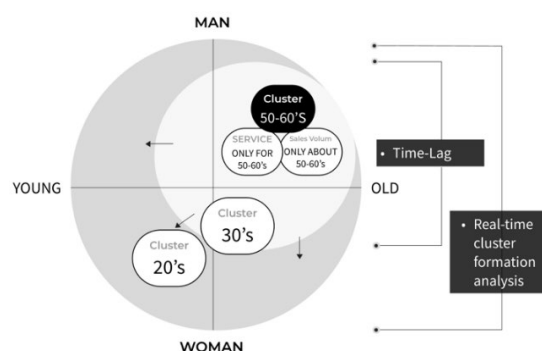 MAN
Cluster
50-60'S
SERVICE
ONLY FOR
50-60's
Sales Volum
ONLY ABOUT
50-60's
• Time-Lag
YOUNG
OLD
Cluster
30's
Cluster
20's
• Real-time
cluster
formation
analysis
WOMAN